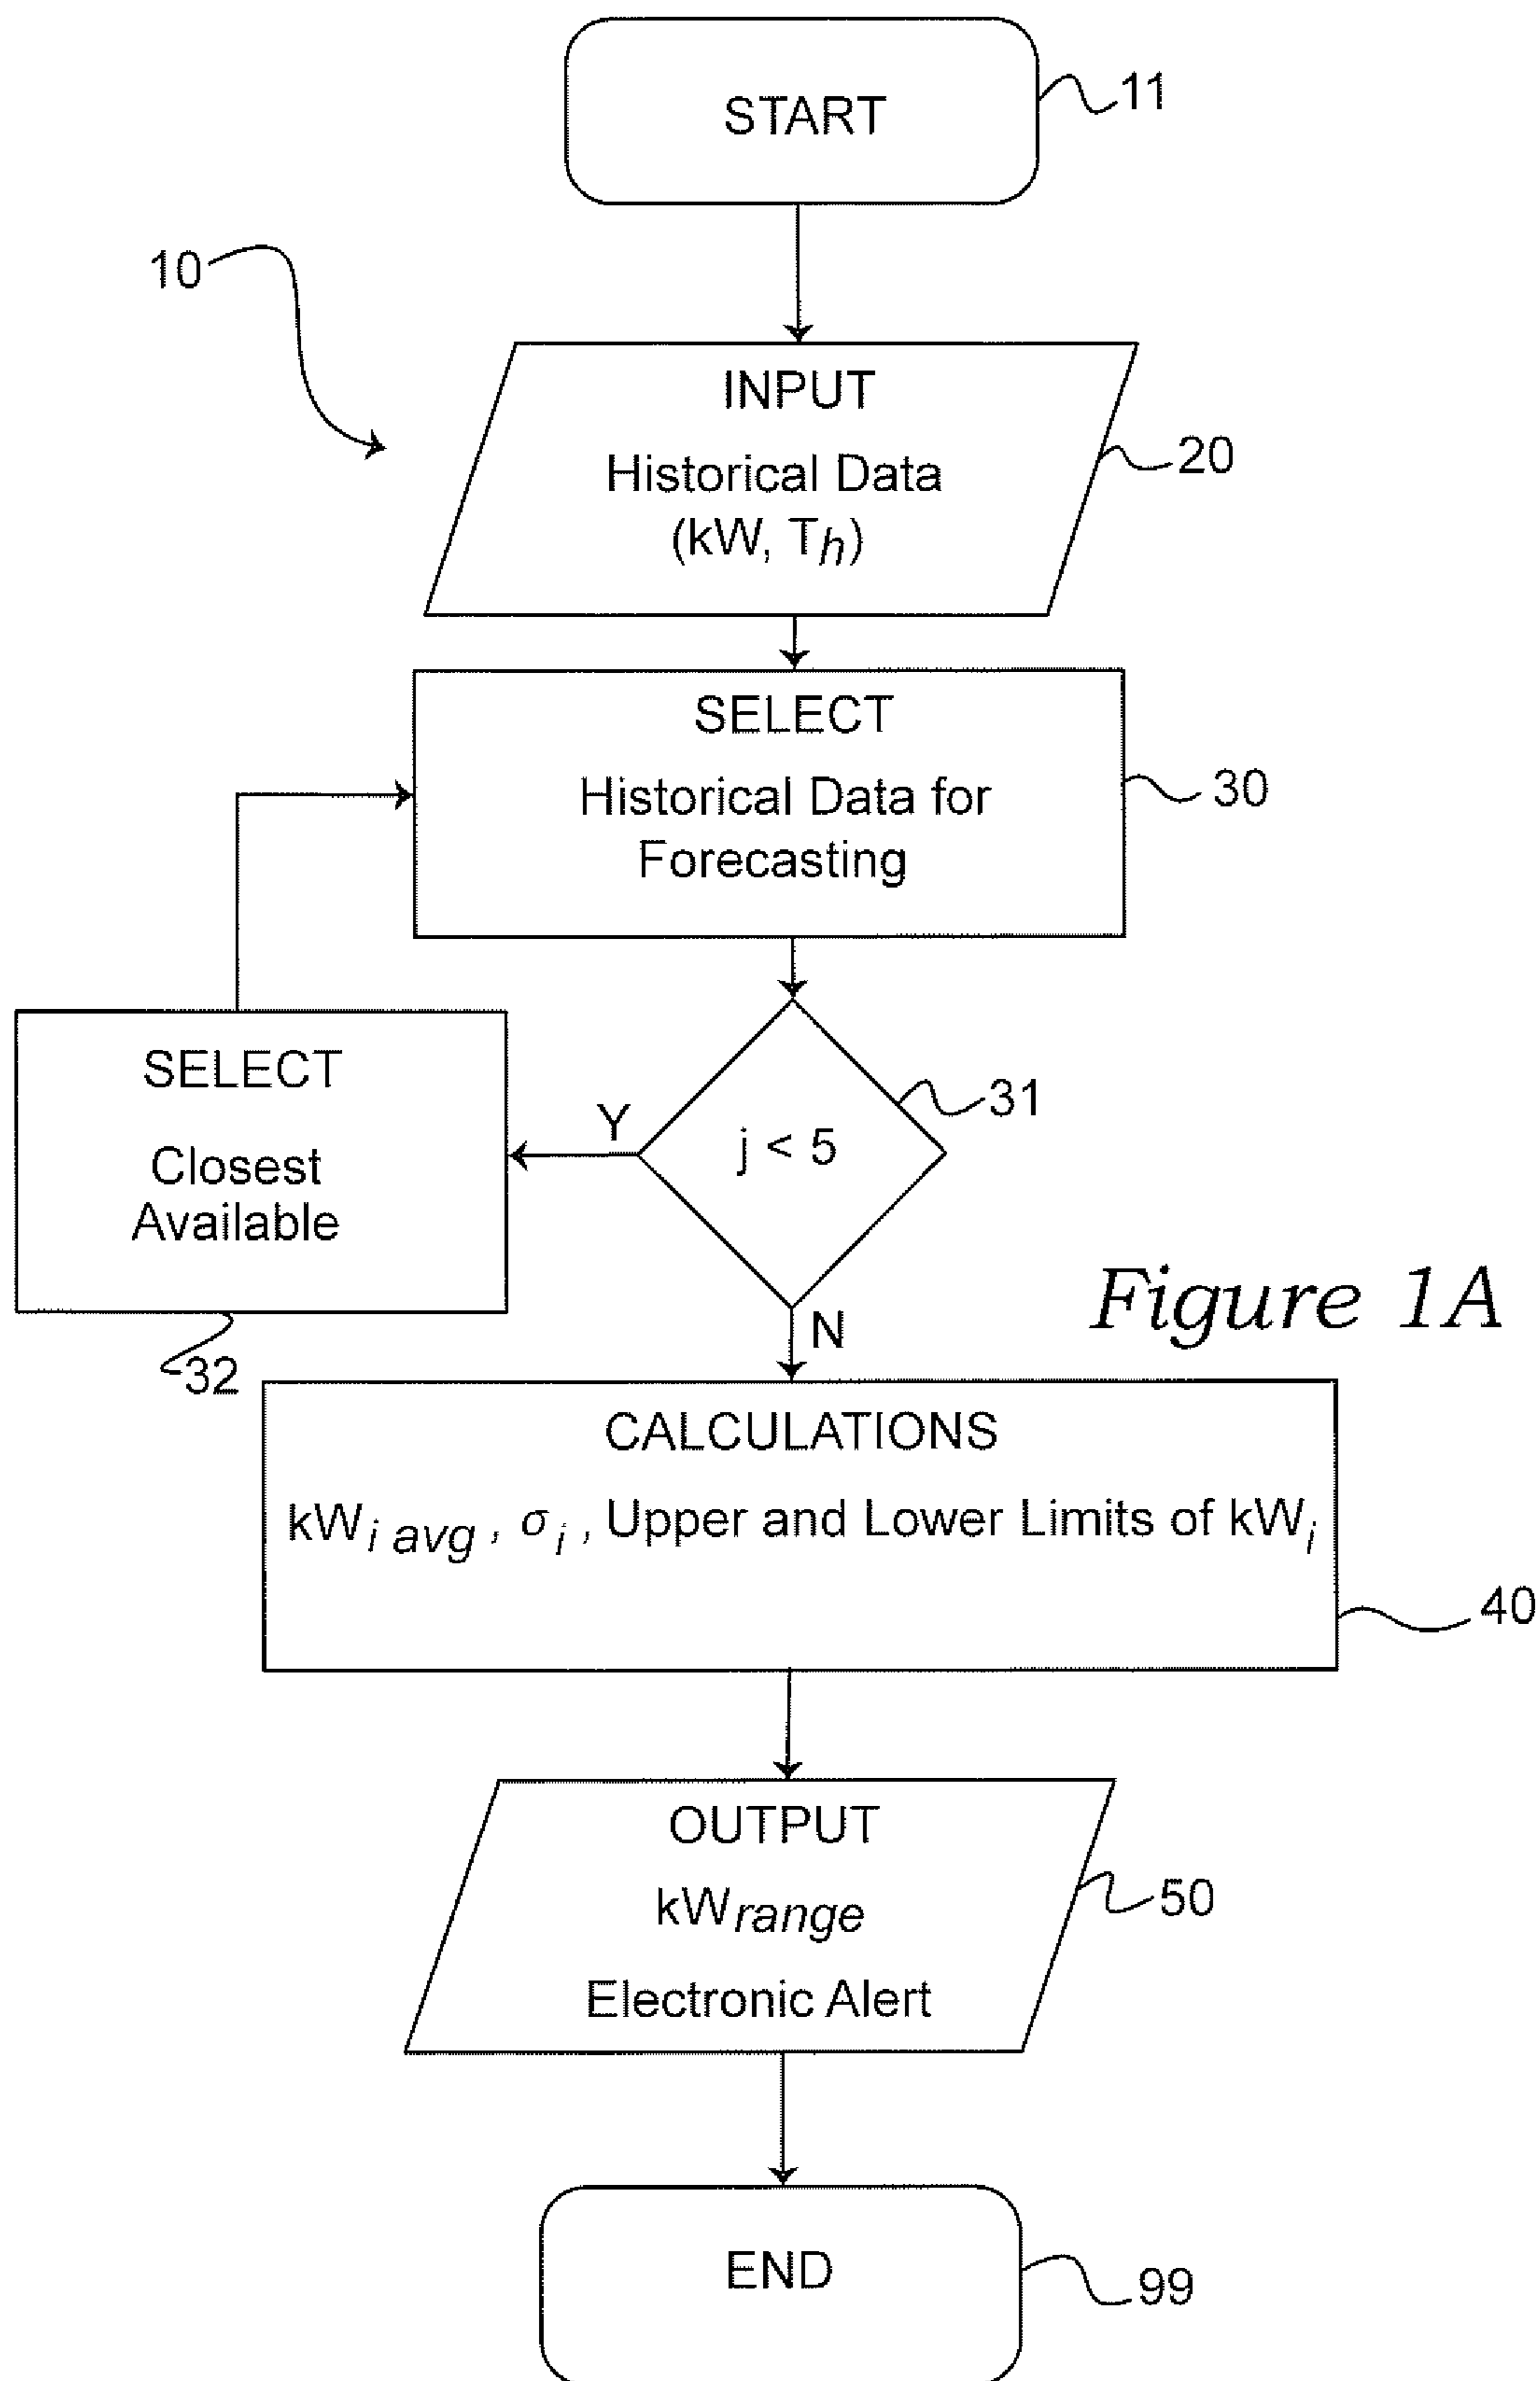 START
11
10
INPUT
Historical Data
(kW, Th)
20
SELECT
Historical Data for
Forecasting
30
SELECT
Closest
Available
32
Y
j < 5
31
N
Figure 1A
CALCULATIONS
kWi avg, σi, Upper and Lower Limits of kWi
40
OUTPUT
kWrange
Electronic Alert
50
END
99